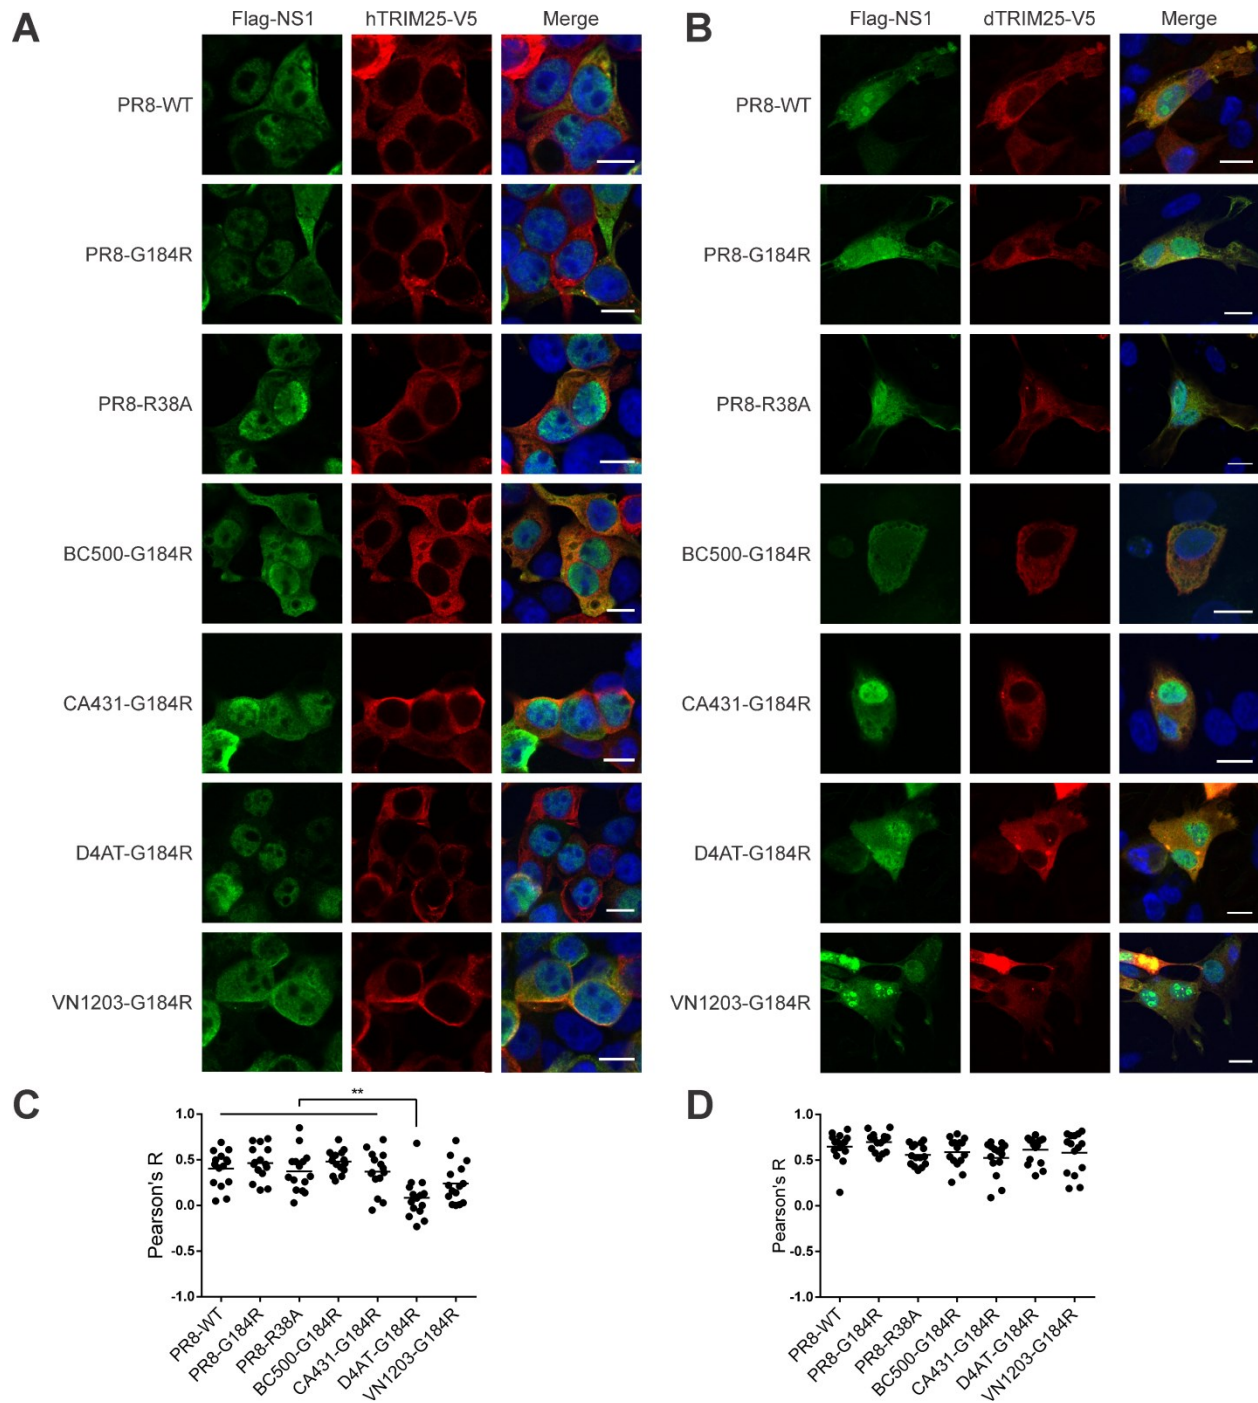 A
Flag-NS1 hTRIM25-V5 Merge
PR8-WT
PR8-G184R
PR8-R38A
BC500-G184R
CA431-G184R
D4AT-G184R
VN1203-G184R
B
Flag-NS1 dTRIM25-V5 Merge
PR8-WT
PR8-G184R
PR8-R38A
BC500-G184R
CA431-G184R
D4AT-G184R
VN1203-G184R
C
**
Pearson's R
1.0
0.5
0.0
-0.5
-1.0
PR8-WT
PR8-G184R
PR8-R38A
BC500-G184R
CA431-G184R
D4AT-G184R
VN1203-G184R
D
Pearson's R
1.0
0.5
0.0
-0.5
-1.0
PR8-WT
PR8-G184R
PR8-R38A
BC500-G184R
CA431-G184R
D4AT-G184R
VN1203-G184R